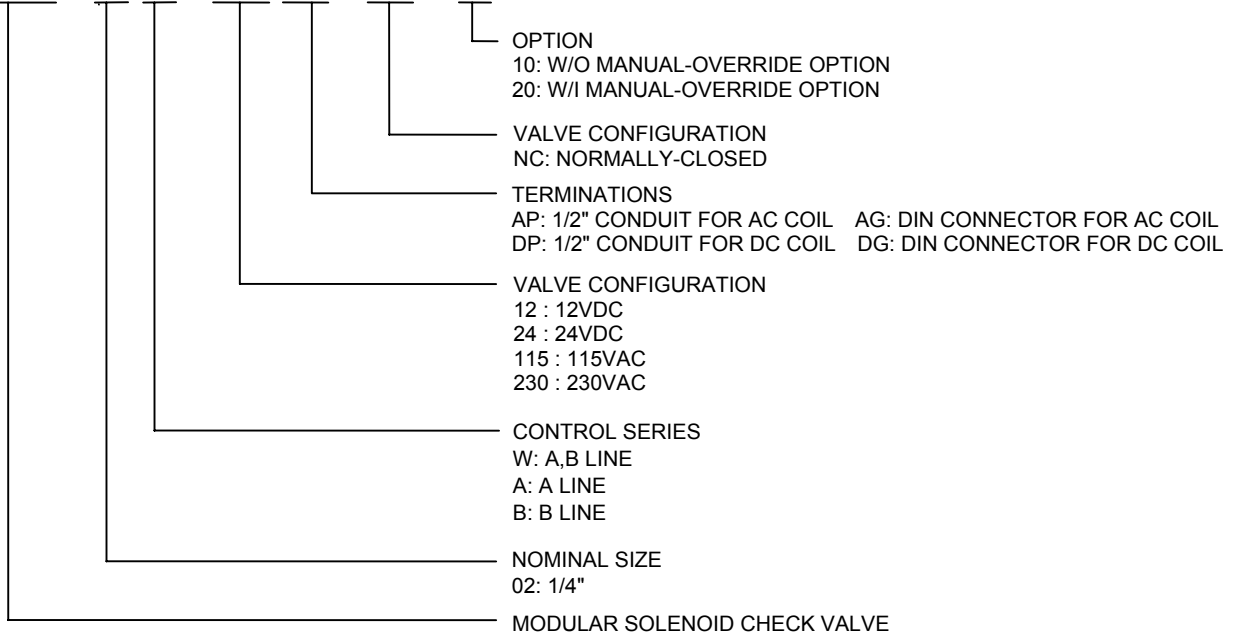 OPTION
10: W/O MANUAL-OVERRIDE OPTION
20: W/I MANUAL-OVERRIDE OPTION
VALVE CONFIGURATION
NC: NORMALLY-CLOSED
TERMINATIONS
AP: 1/2" CONDUIT FOR AC COIL AG: DIN CONNECTOR FOR AC COIL
DP: 1/2" CONDUIT FOR DC COIL DG: DIN CONNECTOR FOR DC COIL
VALVE CONFIGURATION
12 : 12VDC
24 : 24VDC
115 : 115VAC
230 : 230VAC
CONTROL SERIES
W: A,B LINE
A: A LINE
B: B LINE
NOMINAL SIZE
02: 1/4"
MODULAR SOLENOID CHECK VALVE